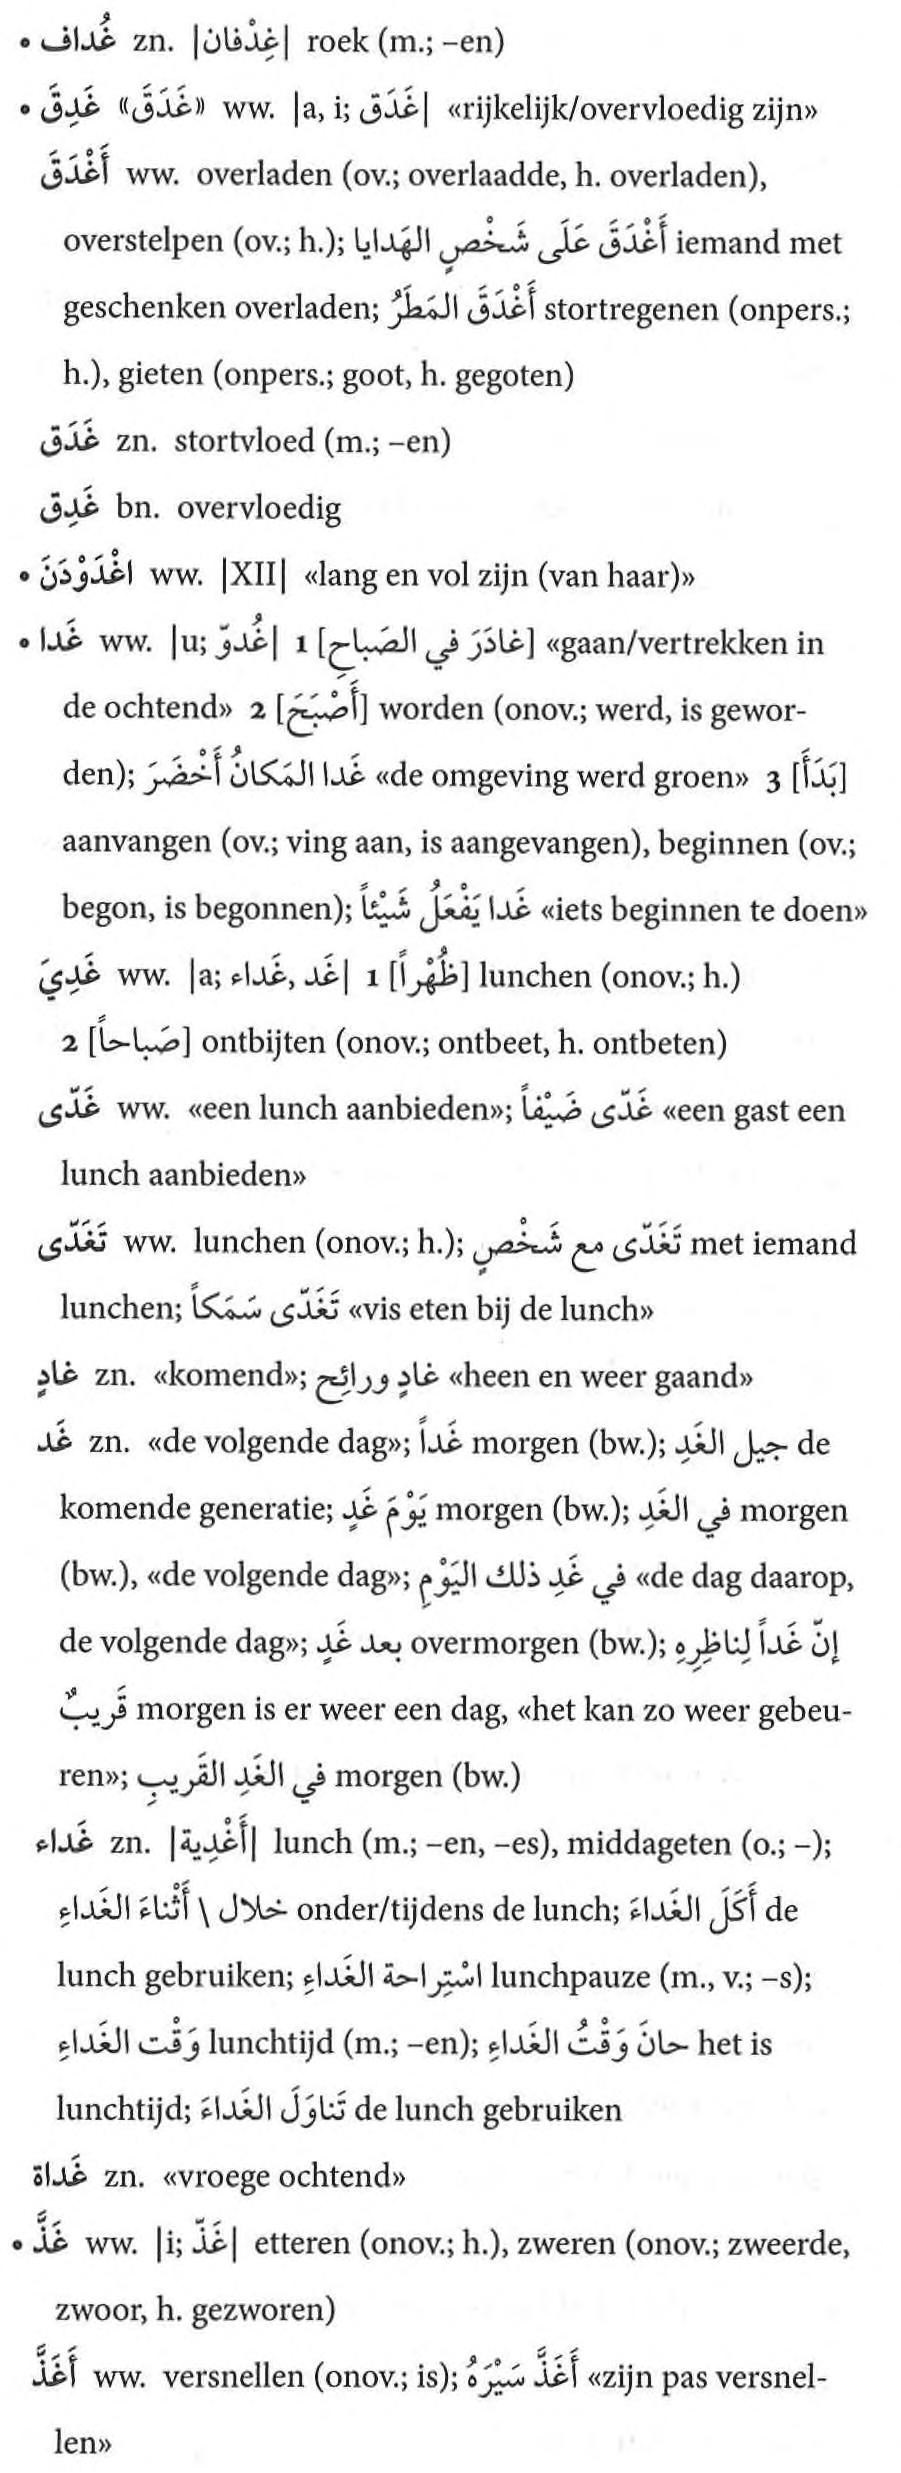 • غُداف zn. |غِذْفان| roek (m.; –en)
• غَدِقَ «غَدَقَ» ww. |a, i; غَدَق| «rijkelijk/overvloedig zijn»
أَغْدَقَ ww. overladen (ov.; overlaadde, h. overladen),
overstelpen (ov.; h.); أَغْدَقَ عَلَى شَخْصٍ الهَدايا iemand met
geschenken overladen; أَغْدَقَ المَطَرُ stortregenen (onpers.;
h.), gieten (onpers.; goot, h. gegoten)
غَدَق zn. stortvloed (m.; –en)
غَدِق bn. overvloedig
• اغْدَوْدَنَ ww. |XII| «lang en vol zijn (van haar)»
• غَدا ww. |u; غُدوّ| 1 [غادَرَ في الصَباحِ] «gaan/vertrekken in
de ochtend» 2 [أَصْبَحَ] worden (onov.; werd, is gewor-
den); غَدا المَكانُ أَخْضَرَ «de omgeving werd groen» 3 [بَدَأَ]
aanvangen (ov.; ving aan, is aangevangen), beginnen (ov.;
begon, is begonnen); غَدا يَفْعَلُ شَيْئاً «iets beginnen te doen»
غَدِيَ ww. |a; غَد, غَداء| 1 [ظُهْراً] lunchen (onov.; h.)
2 [صَباحاً] ontbijten (onov.; ontbeet, h. ontbeten)
غَدّى ww. «een lunch aanbieden»; غَدّى ضَيْفاً «een gast een
lunch aanbieden»
تَغَدّى ww. lunchen (onov.; h.); تَغَدّى مع شَخْصٍ met iemand
lunchen; تَغَدّى سَمَكاً «vis eten bij de lunch»
غادٍ zn. «komend»; غادٍ ورائِح «heen en weer gaand»
غَد zn. «de volgende dag»; غَداً morgen (bw.); جيل الغَدِ de
komende generatie; يَوْمَ غَدٍ morgen (bw.); في الغَدِ morgen
(bw.), «de volgende dag»; في غَدِ ذلك اليَوْمِ «de dag daarop,
de volgende dag»; بعد غَدٍ overmorgen (bw.); إنّ غَداً لِناظِرِهِ
قَريبٌ morgen is er weer een dag, «het kan zo weer gebeu-
ren»; في الغَدِ القَريبِ morgen (bw.)
غَداء zn. |أَغْدِية| lunch (m.; –en, –es), middageten (o.; –);
خلال \ أَثْناءَ الغَداءِ onder/tijdens de lunch; أَكَلَ الغَداءَ de
lunch gebruiken; اسْتِراحة الغَداءِ lunchpauze (m., v.; –s);
وَقْت الغَداءِ lunchtijd (m.; –en); حانَ وَقْتُ الغَداءِ het is
lunchtijd; تَناوَلَ الغَداءَ de lunch gebruiken
غَداة zn. «vroege ochtend»
• غَذَّ ww. |i; غَذّ| etteren (onov.; h.), zweren (onov.; zweerde,
zwoor, h. gezworen)
أَغَذَّ ww. versnellen (onov.; is); أَغَذَّ سَيْرَهُ «zijn pas versnel-
len»